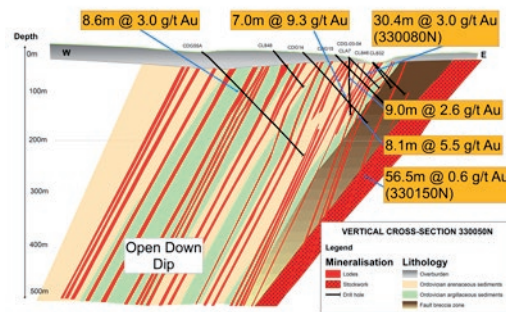 8.6m @ 3.0 g/t Au
7.0m @ 9.3 g/t Au
30.4m @ 3.0 g/t Au
(330080N)
Depth
0m
W
E
CLA7
9.0m @ 2.6 g/t Au
100m
8.1m @ 5.5 g/t Au
200m
56.5m @ 0.6 g/t Au
(330150N)
300m
VERTICAL CROSS-SECTION 330050N
Legend
Mineralisation
Lodes
Stockwork
Drill hole
Lithology
Overburden
Ordovician arenaceous sediments
Ordovician argillaceous sediments
Fault breccia zone
400m
Open Down
Dip
500m